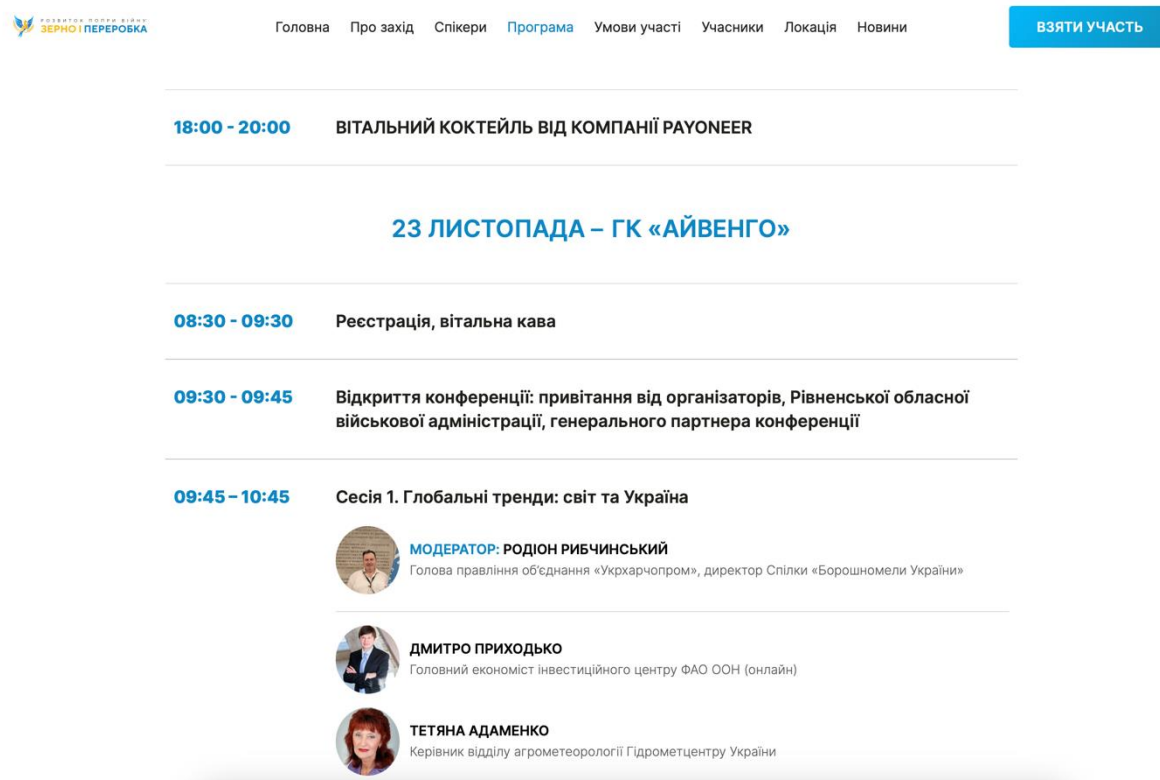 РОЗВИТОК ПОПРИ ВІЙНУ
ЗЕРНО І ПЕРЕРОБКА
Головна Про захід Спікери Програма Умови участі Учасники Локація Новини
ВЗЯТИ УЧАСТЬ
18:00 - 20:00 ВІТАЛЬНИЙ КОКТЕЙЛЬ ВІД КОМПАНІЇ PAYONEER
23 ЛИСТОПАДА – ГК «АЙВЕНГО»
08:30 - 09:30 Реєстрація, вітальна кава
09:30 - 09:45 Відкриття конференції: привітання від організаторів, Рівненської обласної
військової адміністрації, генерального партнера конференції
09:45 – 10:45 Сесія 1. Глобальні тренди: світ та Україна
МОДЕРАТОР: РОДІОН РИБЧИНСЬКИЙ
Голова правління об’єднання «Укрхарчопром», директор Спілки «Борошномели України»
ДМИТРО ПРИХОДЬКО
Головний економіст інвестиційного центру ФАО ООН (онлайн)
ТЕТЯНА АДАМЕНКО
Керівник відділу агрометеорології Гідрометцентру України